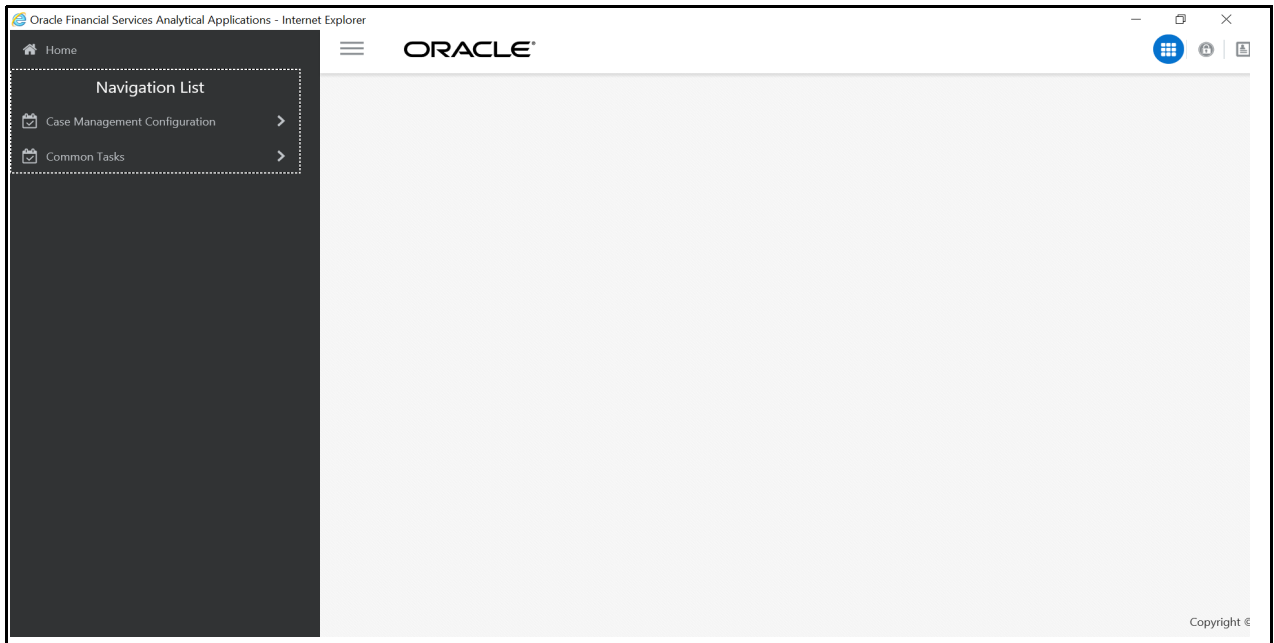 Oracle Financial Services Analytical Applications - Internet Explorer
Home
ORACLE®
Navigation List
Case Management Configuration
Common Tasks
Copyright ©